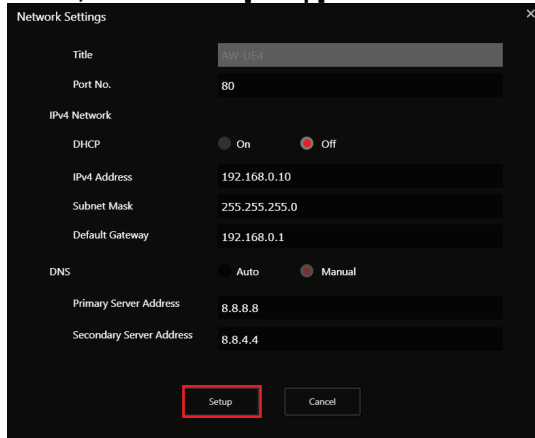 Network Settings
×
Title AW-UE4
Port No. 80
IPv4 Network
DHCP On Off
IPv4 Address 192.168.0.10
Subnet Mask 255.255.255.0
Default Gateway 192.168.0.1
DNS Auto Manual
Primary Server Address 8.8.8.8
Secondary Server Address 8.8.4.4
Setup Cancel